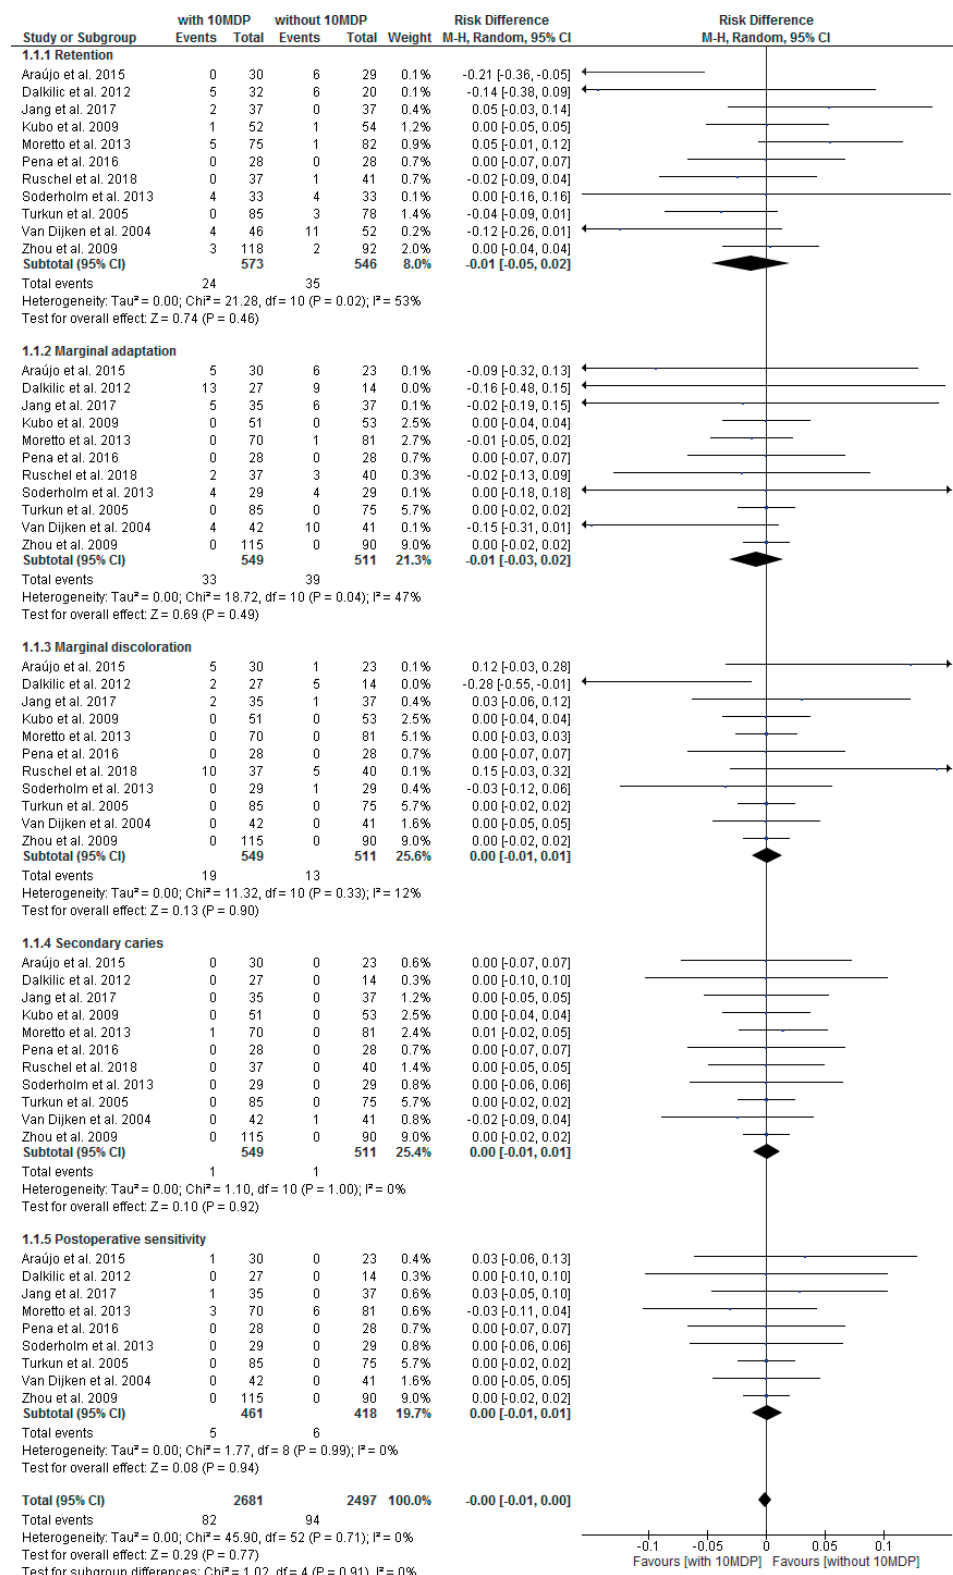 with 10MDP without 10MDP Risk Difference Risk Difference
Study or Subgroup Events Total Events Total Weight M-H, Random, 95% CI M-H, Random, 95% CI
1.1.1 Retention
Araújo et al. 2015 0 30 6 29 0.1% -0.21 [-0.36, -0.05]
Dalkilic et al. 2012 5 32 6 20 0.1% -0.14 [-0.38, 0.09]
Jang et al. 2017 2 37 0 37 0.4% 0.05 [-0.03, 0.14]
Kubo et al. 2009 1 52 1 54 1.2% 0.00 [-0.05, 0.05]
Moretto et al. 2013 5 75 1 82 0.9% 0.05 [-0.01, 0.12]
Pena et al. 2016 0 28 0 28 0.7% 0.00 [-0.07, 0.07]
Ruschel et al. 2018 0 37 1 41 0.7% -0.02 [-0.09, 0.04]
Soderholm et al. 2013 4 33 4 33 0.1% 0.00 [-0.16, 0.16]
Turkun et al. 2005 0 85 3 78 1.4% -0.04 [-0.09, 0.01]
Van Dijken et al. 2004 4 46 11 52 0.2% -0.12 [-0.26, 0.01]
Zhou et al. 2009 3 118 2 92 2.0% 0.00 [-0.04, 0.04]
Subtotal (95% CI) 573 546 8.0% -0.01 [-0.05, 0.02]
Total events 24 35
Heterogeneity: Tau² = 0.00; Chi² = 21.28, df = 10 (P = 0.02); I² = 53%
Test for overall effect: Z = 0.74 (P = 0.46)
1.1.2 Marginal adaptation
Araújo et al. 2015 5 30 6 23 0.1% -0.09 [-0.32, 0.13]
Dalkilic et al. 2012 13 27 9 14 0.0% -0.16 [-0.48, 0.15]
Jang et al. 2017 5 35 6 37 0.1% -0.02 [-0.19, 0.15]
Kubo et al. 2009 0 51 0 53 2.5% 0.00 [-0.04, 0.04]
Moretto et al. 2013 0 70 1 81 2.7% -0.01 [-0.05, 0.02]
Pena et al. 2016 0 28 0 28 0.7% 0.00 [-0.07, 0.07]
Ruschel et al. 2018 2 37 3 40 0.3% -0.02 [-0.13, 0.09]
Soderholm et al. 2013 4 29 4 29 0.1% 0.00 [-0.18, 0.18]
Turkun et al. 2005 0 85 0 75 5.7% 0.00 [-0.02, 0.02]
Van Dijken et al. 2004 4 42 10 41 0.1% -0.15 [-0.31, 0.01]
Zhou et al. 2009 0 115 0 90 9.0% 0.00 [-0.02, 0.02]
Subtotal (95% CI) 549 511 21.3% -0.01 [-0.03, 0.02]
Total events 33 39
Heterogeneity: Tau² = 0.00; Chi² = 18.72, df = 10 (P = 0.04); I² = 47%
Test for overall effect: Z = 0.69 (P = 0.49)
1.1.3 Marginal discoloration
Araújo et al. 2015 5 30 1 23 0.1% 0.12 [-0.03, 0.28]
Dalkilic et al. 2012 2 27 5 14 0.0% -0.28 [-0.55, -0.01]
Jang et al. 2017 2 35 1 37 0.4% 0.03 [-0.06, 0.12]
Kubo et al. 2009 0 51 0 53 2.5% 0.00 [-0.04, 0.04]
Moretto et al. 2013 0 70 0 81 5.1% 0.00 [-0.03, 0.03]
Pena et al. 2016 0 28 0 28 0.7% 0.00 [-0.07, 0.07]
Ruschel et al. 2018 10 37 5 40 0.1% 0.15 [-0.03, 0.32]
Soderholm et al. 2013 0 29 1 29 0.4% -0.03 [-0.12, 0.06]
Turkun et al. 2005 0 85 0 75 5.7% 0.00 [-0.02, 0.02]
Van Dijken et al. 2004 0 42 0 41 1.6% 0.00 [-0.05, 0.05]
Zhou et al. 2009 0 115 0 90 9.0% 0.00 [-0.02, 0.02]
Subtotal (95% CI) 549 511 25.6% 0.00 [-0.01, 0.01]
Total events 19 13
Heterogeneity: Tau² = 0.00; Chi² = 11.32, df = 10 (P = 0.33); I² = 12%
Test for overall effect: Z = 0.13 (P = 0.90)
1.1.4 Secondary caries
Araújo et al. 2015 0 30 0 23 0.6% 0.00 [-0.07, 0.07]
Dalkilic et al. 2012 0 27 0 14 0.3% 0.00 [-0.10, 0.10]
Jang et al. 2017 0 35 0 37 1.2% 0.00 [-0.05, 0.05]
Kubo et al. 2009 0 51 0 53 2.5% 0.00 [-0.04, 0.04]
Moretto et al. 2013 1 70 0 81 2.4% 0.01 [-0.02, 0.05]
Pena et al. 2016 0 28 0 28 0.7% 0.00 [-0.07, 0.07]
Ruschel et al. 2018 0 37 0 40 1.4% 0.00 [-0.05, 0.05]
Soderholm et al. 2013 0 29 0 29 0.8% 0.00 [-0.06, 0.06]
Turkun et al. 2005 0 85 0 75 5.7% 0.00 [-0.02, 0.02]
Van Dijken et al. 2004 0 42 1 41 0.8% -0.02 [-0.09, 0.04]
Zhou et al. 2009 0 115 0 90 9.0% 0.00 [-0.02, 0.02]
Subtotal (95% CI) 549 511 25.4% 0.00 [-0.01, 0.01]
Total events 1 1
Heterogeneity: Tau² = 0.00; Chi² = 1.10, df = 10 (P = 1.00); I² = 0%
Test for overall effect: Z = 0.10 (P = 0.92)
1.1.5 Postoperative sensitivity
Araújo et al. 2015 1 30 0 23 0.4% 0.03 [-0.06, 0.13]
Dalkilic et al. 2012 0 27 0 14 0.3% 0.00 [-0.10, 0.10]
Jang et al. 2017 1 35 0 37 0.6% 0.03 [-0.05, 0.10]
Moretto et al. 2013 3 70 6 81 0.6% -0.03 [-0.11, 0.04]
Pena et al. 2016 0 28 0 28 0.7% 0.00 [-0.07, 0.07]
Soderholm et al. 2013 0 29 0 29 0.8% 0.00 [-0.06, 0.06]
Turkun et al. 2005 0 85 0 75 5.7% 0.00 [-0.02, 0.02]
Van Dijken et al. 2004 0 42 0 41 1.6% 0.00 [-0.05, 0.05]
Zhou et al. 2009 0 115 0 90 9.0% 0.00 [-0.02, 0.02]
Subtotal (95% CI) 461 418 19.7% 0.00 [-0.01, 0.01]
Total events 5 6
Heterogeneity: Tau² = 0.00; Chi² = 1.77, df = 8 (P = 0.99); I² = 0%
Test for overall effect: Z = 0.08 (P = 0.94)
Total (95% CI) 2681 2497 100.0% -0.00 [-0.01, 0.00]
Total events 82 94
Heterogeneity: Tau² = 0.00; Chi² = 45.90, df = 52 (P = 0.71); I² = 0%
Test for overall effect: Z = 0.29 (P = 0.77)
Test for subgroup differences: Chi² = 1.02, df = 4 (P = 0.91), I² = 0%
-0.1 -0.05 0 0.05 0.1
Favours [with 10MDP] Favours [without 10MDP]